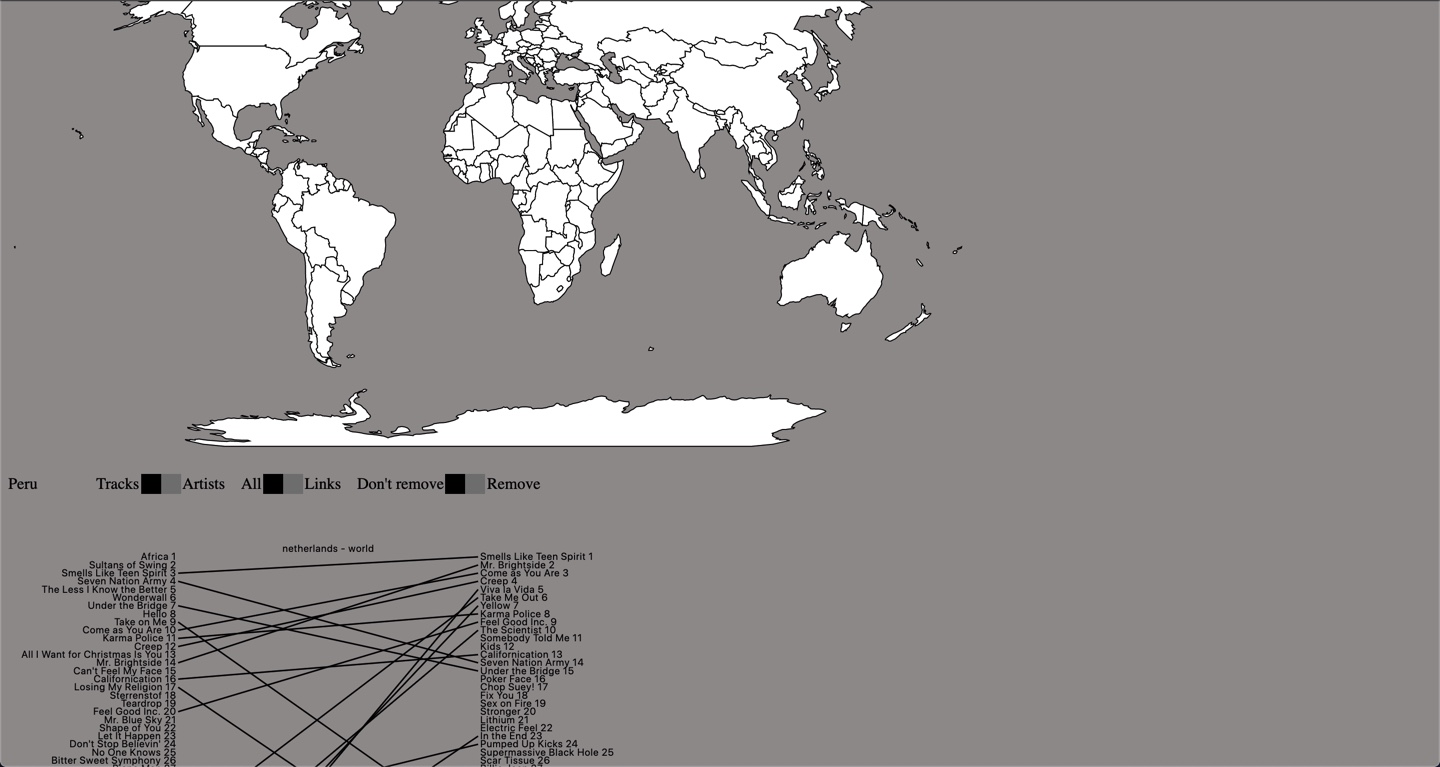 Peru Tracks Artists All Links Don't remove Remove
netherlands - world
Africa 1
Sultans of Swing 2
Smells Like Teen Spirit 3
Seven Nation Army 4
The Less I Know the Better 5
Wonderwall 6
Under the Bridge 7
Hello 8
Take on Me 9
Come as You Are 10
Karma Police 11
Creep 12
All I Want for Christmas Is You 13
Mr. Brightside 14
Can't Feel My Face 15
Californication 16
Losing My Religion 17
Sterrenstof 18
Teardrop 19
Feel Good Inc. 20
Mr. Blue Sky 21
Shape of You 22
Let It Happen 23
Don't Stop Believin' 24
No One Knows 25
Bitter Sweet Symphony 26
Smells Like Teen Spirit 1
Mr. Brightside 2
Come as You Are 3
Creep 4
Viva la Vida 5
Take Me Out 6
Yellow 7
Karma Police 8
Feel Good Inc. 9
The Scientist 10
Somebody Told Me 11
Kids 12
Californication 13
Seven Nation Army 14
Under the Bridge 15
Poker Face 16
Chop Suey! 17
Fix You 18
Sex on Fire 19
Stronger 20
Lithium 21
Electric Feel 22
In the End 23
Pumped Up Kicks 24
Supermassive Black Hole 25
Scar Tissue 26